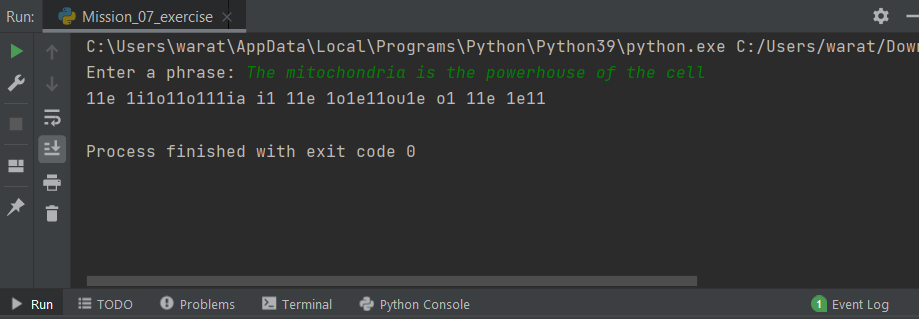 Run: Mission_07_exercise
C:\Users\warat\AppData\Local\Programs\Python\Python39\python.exe C:/Users/warat/Dow
Enter a phrase: The mitochondria is the powerhouse of the cell
11e 1i1o11o111ia i1 11e 1o1e11ou1e o1 11e 1e11
Process finished with exit code 0
Run TODO Problems Terminal Python Console 1 Event Log